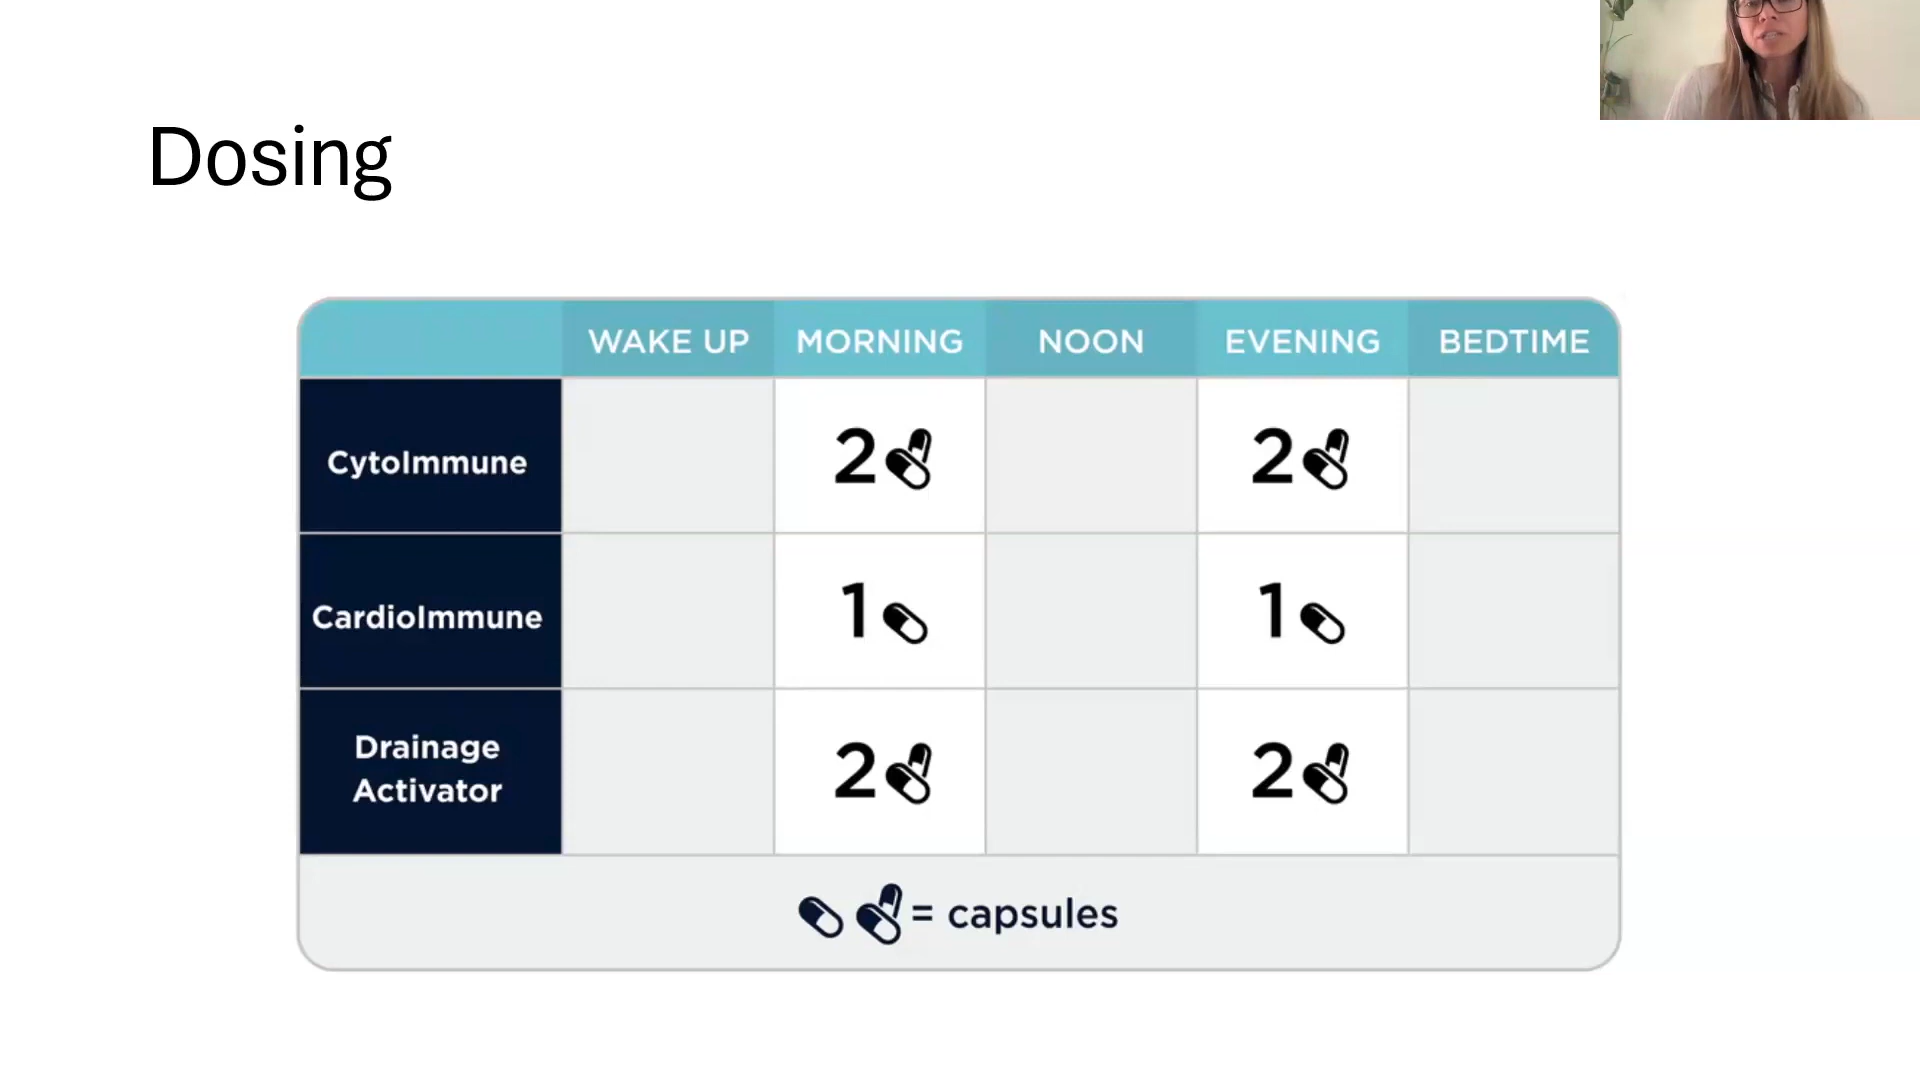 Dosing
WAKE UP MORNING NOON EVENING BEDTIME
CytoImmune 2 2
CardioImmune 1 1
Drainage
Activator 2 2
= capsules